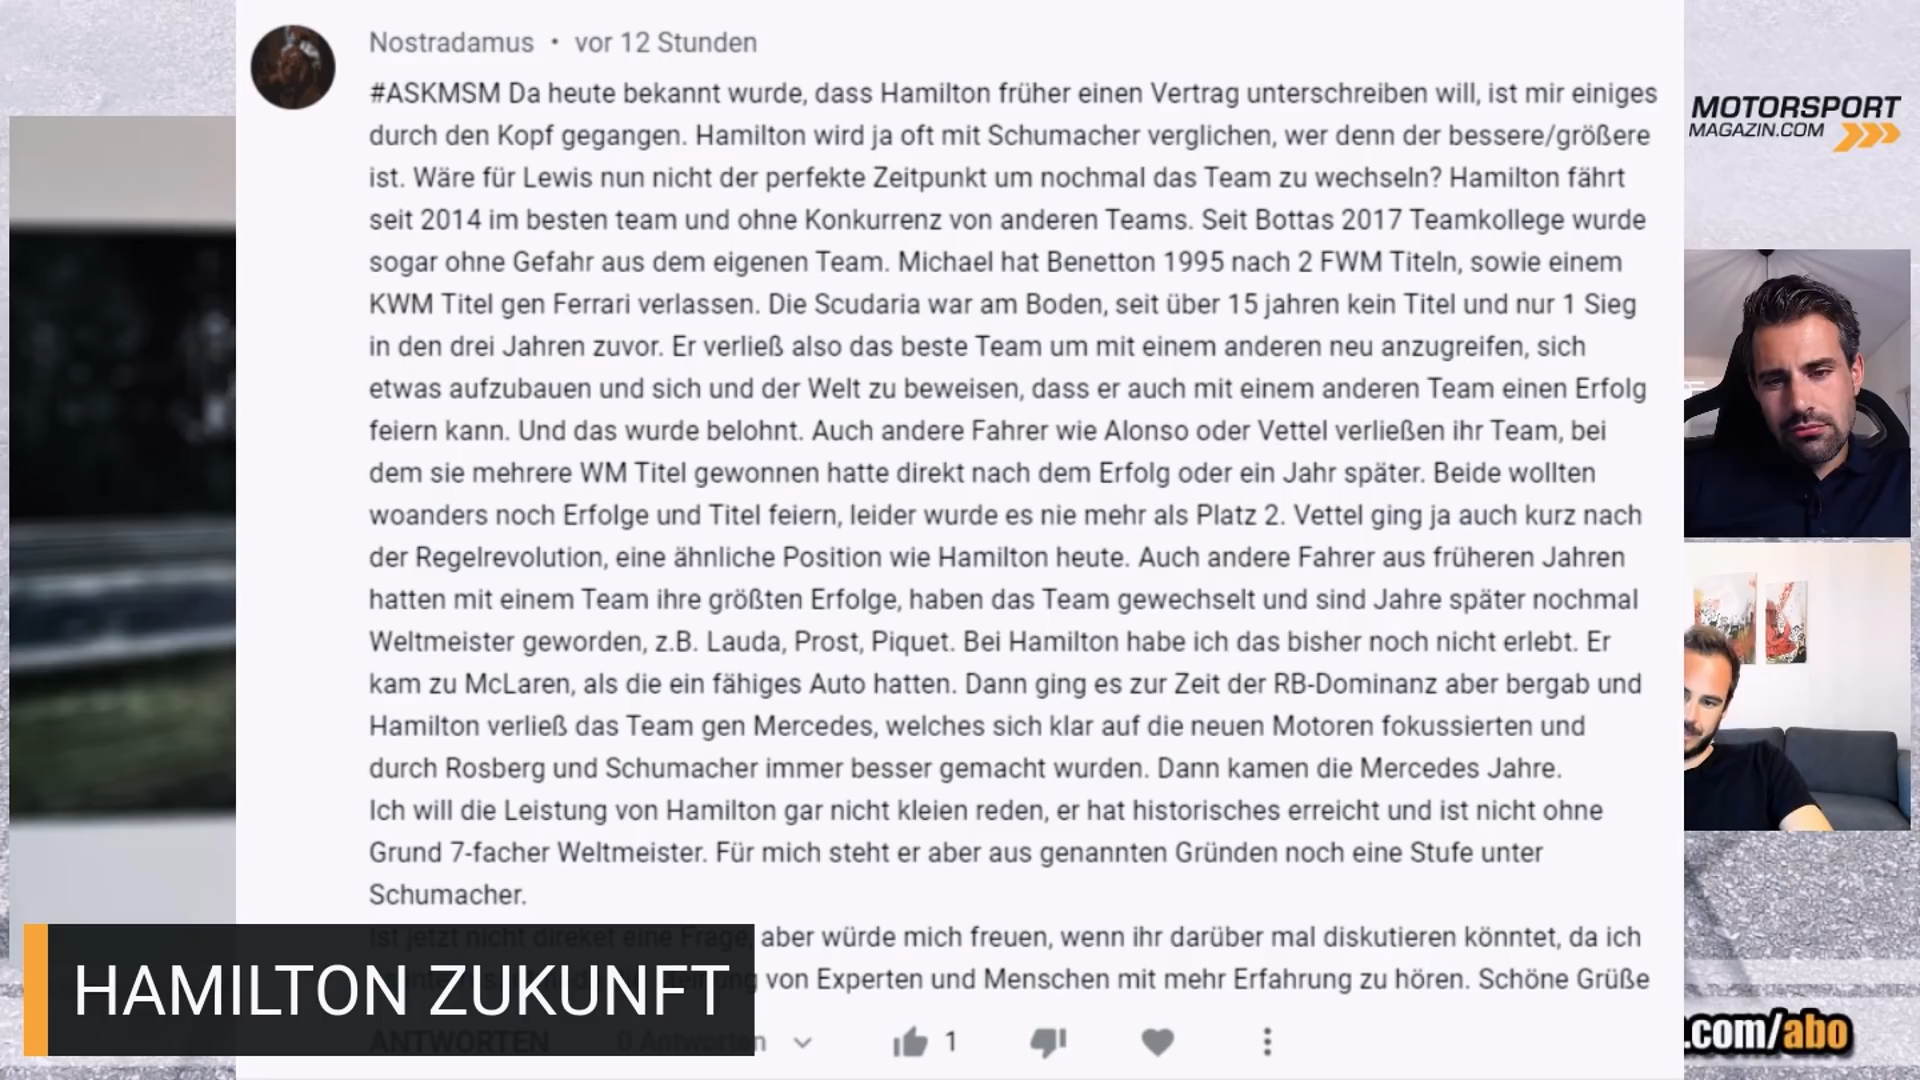 Nostradamus • vor 12 Stunden
#ASKMSM Da heute bekannt wurde, dass Hamilton früher einen Vertrag unterschreiben will, ist mir einiges
durch den Kopf gegangen. Hamilton wird ja oft mit Schumacher verglichen, wer denn der bessere/größere
ist. Wäre für Lewis nun nicht der perfekte Zeitpunkt um nochmal das Team zu wechseln? Hamilton fährt
seit 2014 im besten team und ohne Konkurrenz von anderen Teams. Seit Bottas 2017 Teamkollege wurde
sogar ohne Gefahr aus dem eigenen Team. Michael hat Benetton 1995 nach 2 FWM Titeln, sowie einem
KWM Titel gen Ferrari verlassen. Die Scudaria war am Boden, seit über 15 jahren kein Titel und nur 1 Sieg
in den drei Jahren zuvor. Er verließ also das beste Team um mit einem anderen neu anzugreifen, sich
etwas aufzubauen und sich und der Welt zu beweisen, dass er auch mit einem anderen Team einen Erfolg
feiern kann. Und das wurde belohnt. Auch andere Fahrer wie Alonso oder Vettel verließen ihr Team, bei
dem sie mehrere WM Titel gewonnen hatte direkt nach dem Erfolg oder ein Jahr später. Beide wollten
woanders noch Erfolge und Titel feiern, leider wurde es nie mehr als Platz 2. Vettel ging ja auch kurz nach
der Regelrevolution, eine ähnliche Position wie Hamilton heute. Auch andere Fahrer aus früheren Jahren
hatten mit einem Team ihre größten Erfolge, haben das Team gewechselt und sind Jahre später nochmal
Weltmeister geworden, z.B. Lauda, Prost, Piquet. Bei Hamilton habe ich das bisher noch nicht erlebt. Er
kam zu McLaren, als die ein fähiges Auto hatten. Dann ging es zur Zeit der RB-Dominanz aber bergab und
Hamilton verließ das Team gen Mercedes, welches sich klar auf die neuen Motoren fokussierten und
durch Rosberg und Schumacher immer besser gemacht wurden. Dann kamen die Mercedes Jahre.
Ich will die Leistung von Hamilton gar nicht kleien reden, er hat historisches erreicht und ist nicht ohne
Grund 7-facher Weltmeister. Für mich steht er aber aus genannten Gründen noch eine Stufe unter
Schumacher.
Ist jetzt nicht direket eine Frage, aber würde mich freuen, wenn ihr darüber mal diskutieren könntet, da ich
von Experten und Menschen mit mehr Erfahrung zu hören. Schöne Grüße
ANTWORTEN 0 Antworten 1
HAMILTON ZUKUNFT
MOTORSPORT
MAGAZIN.COM
.com/abo